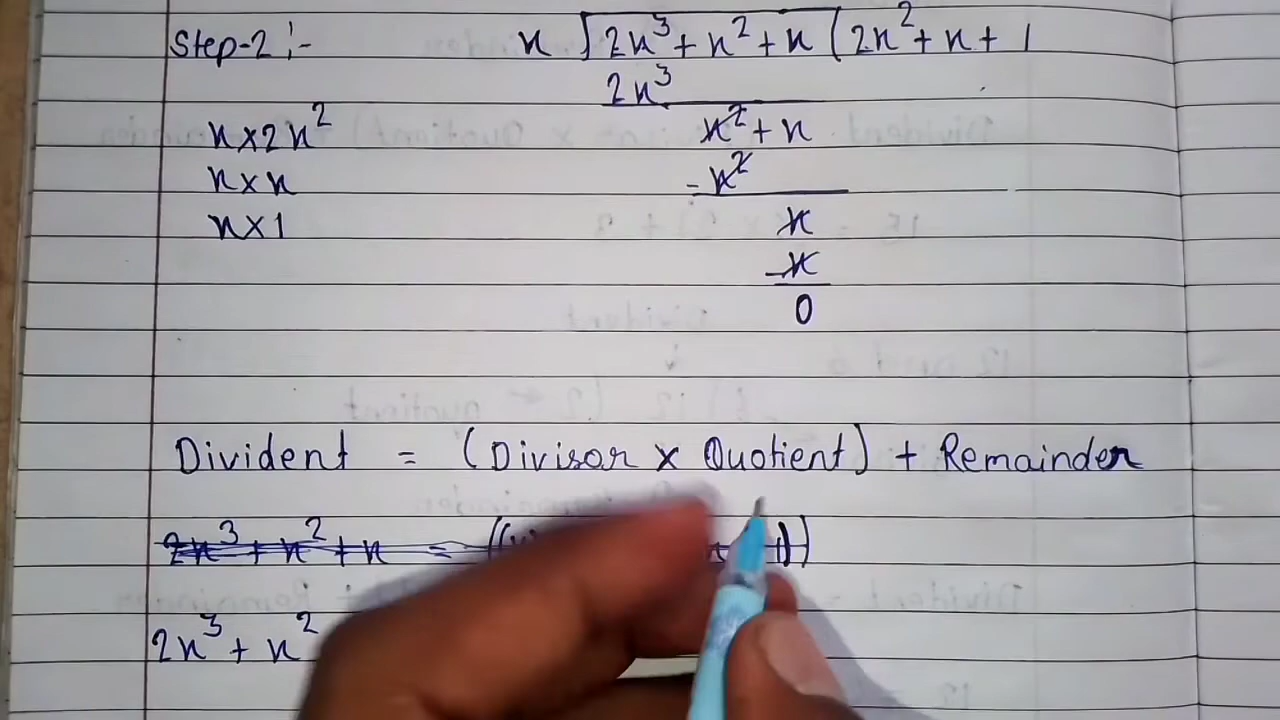 Step-2:- x ) 2x³ + x² + x ( 2x² + x + 1
2x³
x × 2x² x² + x
x × x - x²
x × 1 x
- x
0
Divident = (Divisor × Quotient) + Remainder
2x³ + x² + x = ((x)
2x³ + x²